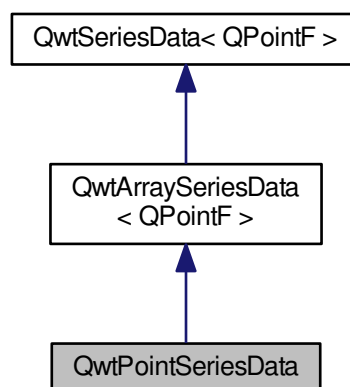 QwtSeriesData< QPointF >
QwtArraySeriesData
< QPointF >
QwtPointSeriesData